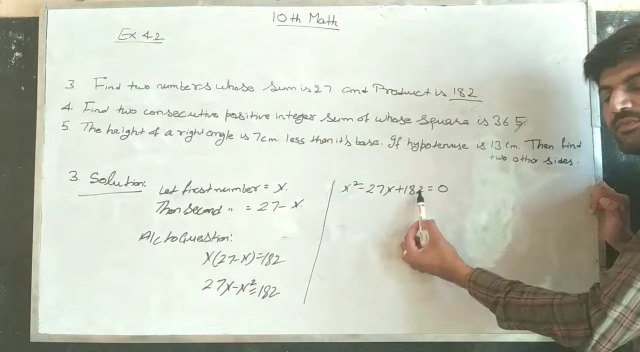 10th Math
Ex 4.2
3. Find two numbers whose sum is 27 and Product is 182
4. Find two consecutive positive integer sum of whose square is 365
5. The height of a right angle is 7cm. less then it's base. If hypotenuse is 13 cm. Then find
two other sides.
3. Solution:
Let frost number = x.
Then second " = 27 - x
A/c to Question:
x(27-x)=182
27x-x²=182
x²-27x+182=0